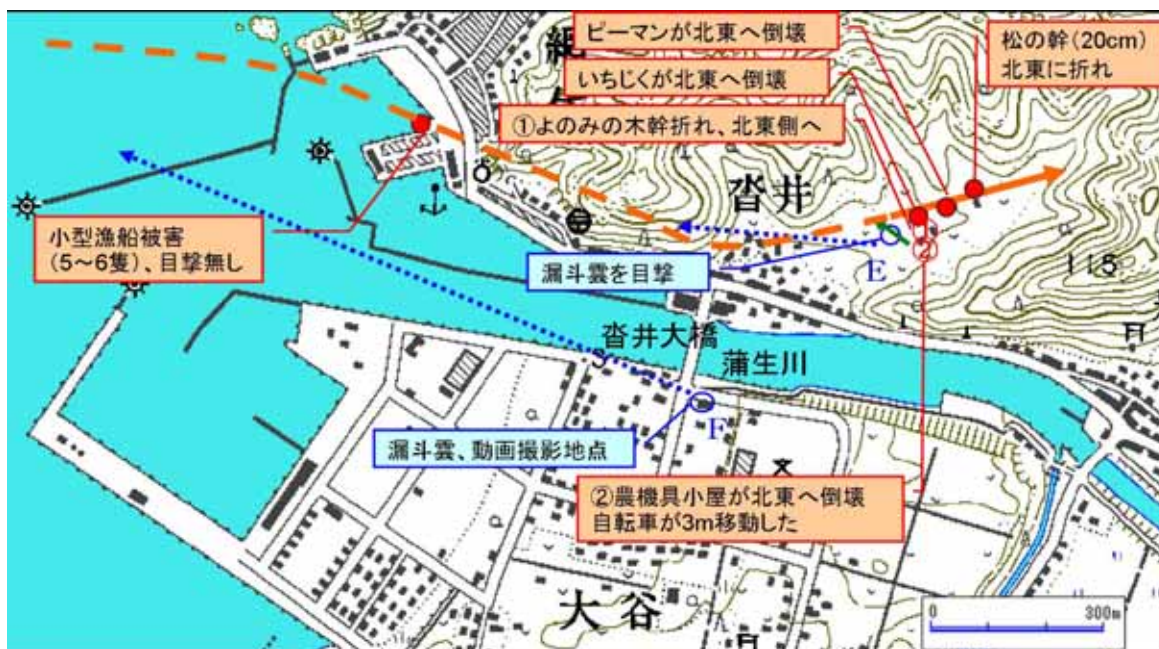 ピーマンが北東へ倒壊
松の幹(20cm)
北東に折れ
いちじくが北東へ倒壊
①よのみの木幹折れ、北東側へ
沓井
小型漁船被害
(5～6隻)、目撃無し
②
E
漏斗雲を目撃
115
沓井大橋
蒲生川
F
漏斗雲、動画撮影地点
②農機具小屋が北東へ倒壊
自転車が3m移動した
大谷
0 300m